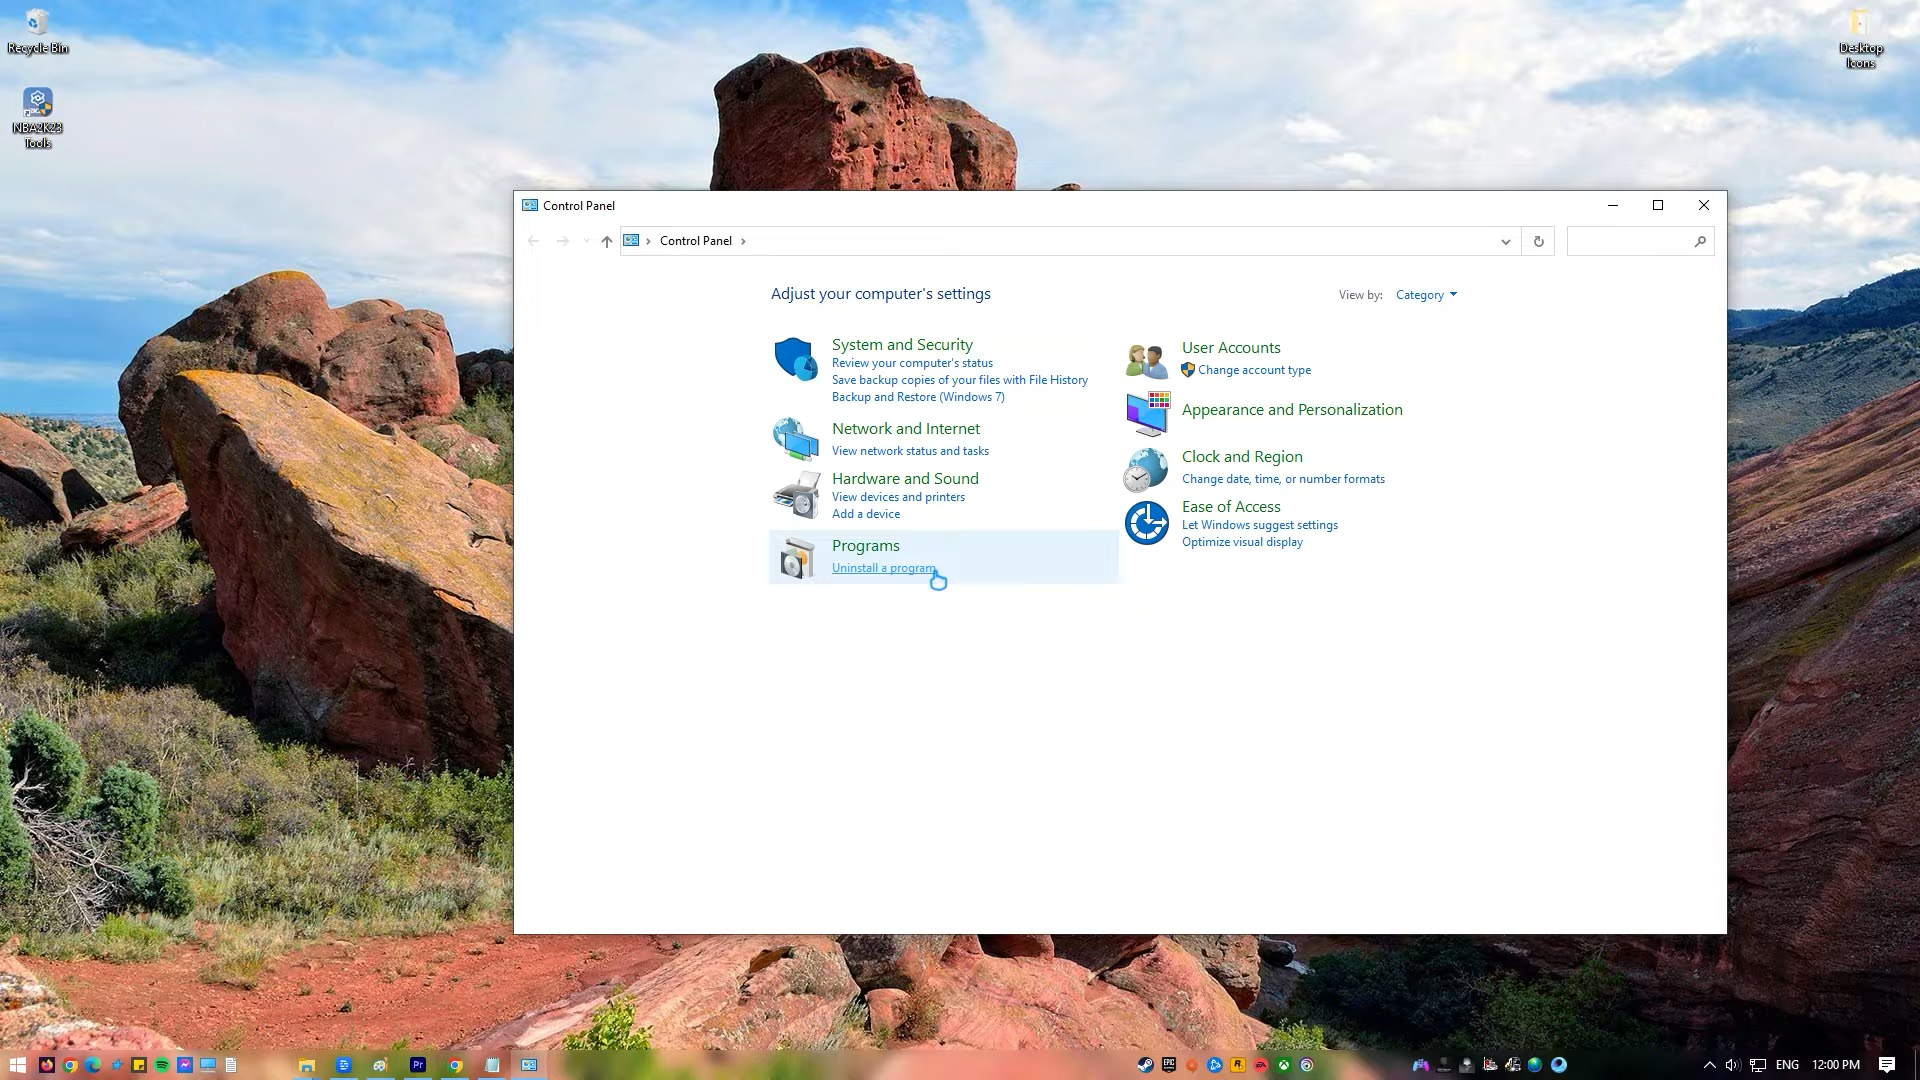 Recycle Bin
NBA2K23
Tools
Desktop
Icons
Control Panel
Control Panel
Adjust your computer's settings
View by:
Category
System and Security
Review your computer's status
Save backup copies of your files with File History
Backup and Restore (Windows 7)
Network and Internet
View network status and tasks
Hardware and Sound
View devices and printers
Add a device
Programs
Uninstall a program
User Accounts
Change account type
Appearance and Personalization
Clock and Region
Change date, time, or number formats
Ease of Access
Let Windows suggest settings
Optimize visual display
Pr
EPIC
R
EA
ENG
12:00 PM